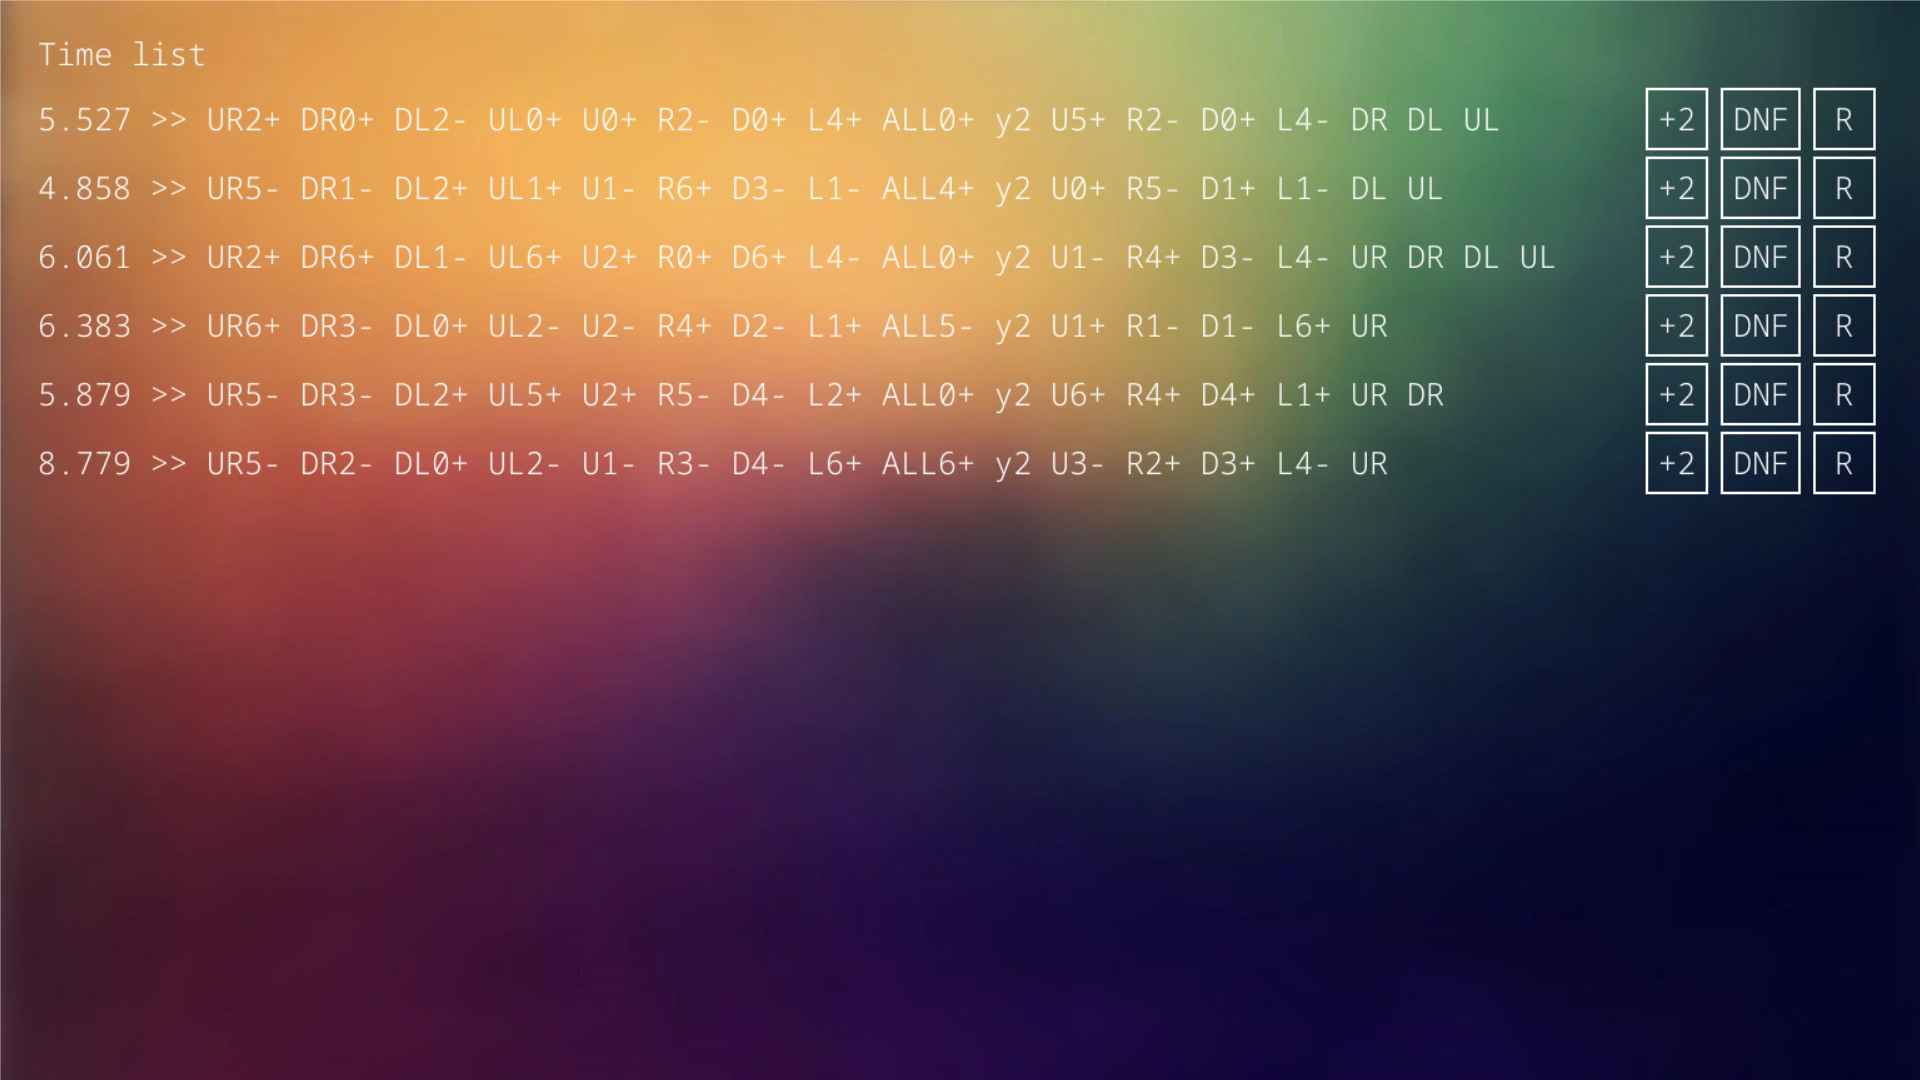 Time list
5.527 >> UR2+ DR0+ DL2- UL0+ U0+ R2- D0+ L4+ ALL0+ y2 U5+ R2- D0+ L4- DR DL UL +2 DNF R
4.858 >> UR5- DR1- DL2+ UL1+ U1- R6+ D3- L1- ALL4+ y2 U0+ R5- D1+ L1- DL UL +2 DNF R
6.061 >> UR2+ DR6+ DL1- UL6+ U2+ R0+ D6+ L4- ALL0+ y2 U1- R4+ D3- L4- UR DR DL UL +2 DNF R
6.383 >> UR6+ DR3- DL0+ UL2- U2- R4+ D2- L1+ ALL5- y2 U1+ R1- D1- L6+ UR +2 DNF R
5.879 >> UR5- DR3- DL2+ UL5+ U2+ R5- D4- L2+ ALL0+ y2 U6+ R4+ D4+ L1+ UR DR +2 DNF R
8.779 >> UR5- DR2- DL0+ UL2- U1- R3- D4- L6+ ALL6+ y2 U3- R2+ D3+ L4- UR +2 DNF R